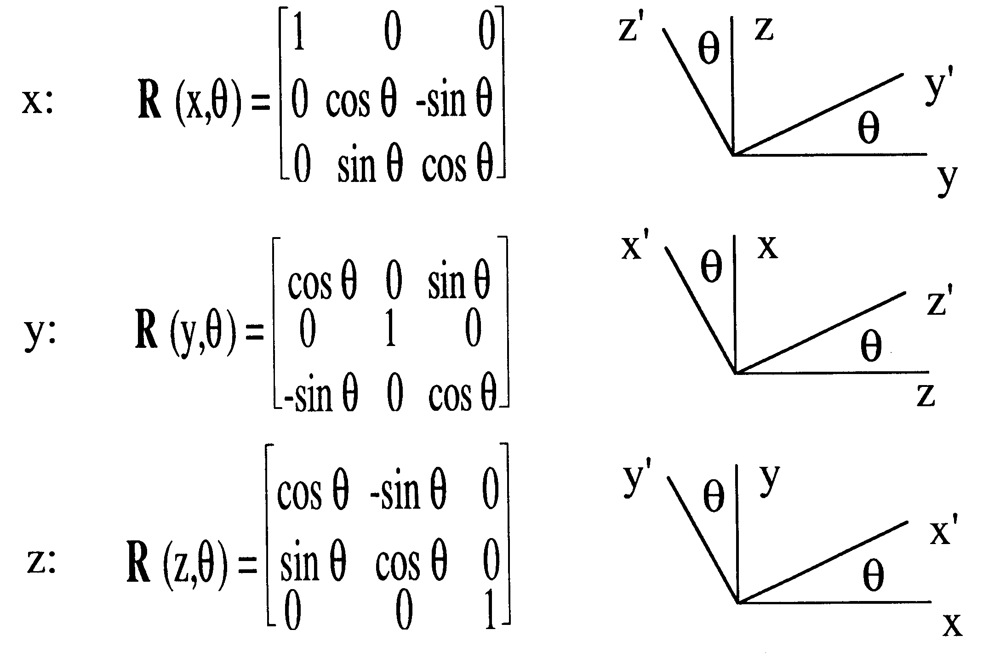 1 0 0
x: R (x,θ) = 0 cos θ -sin θ
0 sin θ cos θ
z' θ z
y'
θ
y
cos θ 0 sin θ
y: R (y,θ) = 0 1 0
-sin θ 0 cos θ
x' θ x
z'
θ
z
cos θ -sin θ 0
z: R (z,θ) = sin θ cos θ 0
0 0 1
y' θ y
x'
θ
x